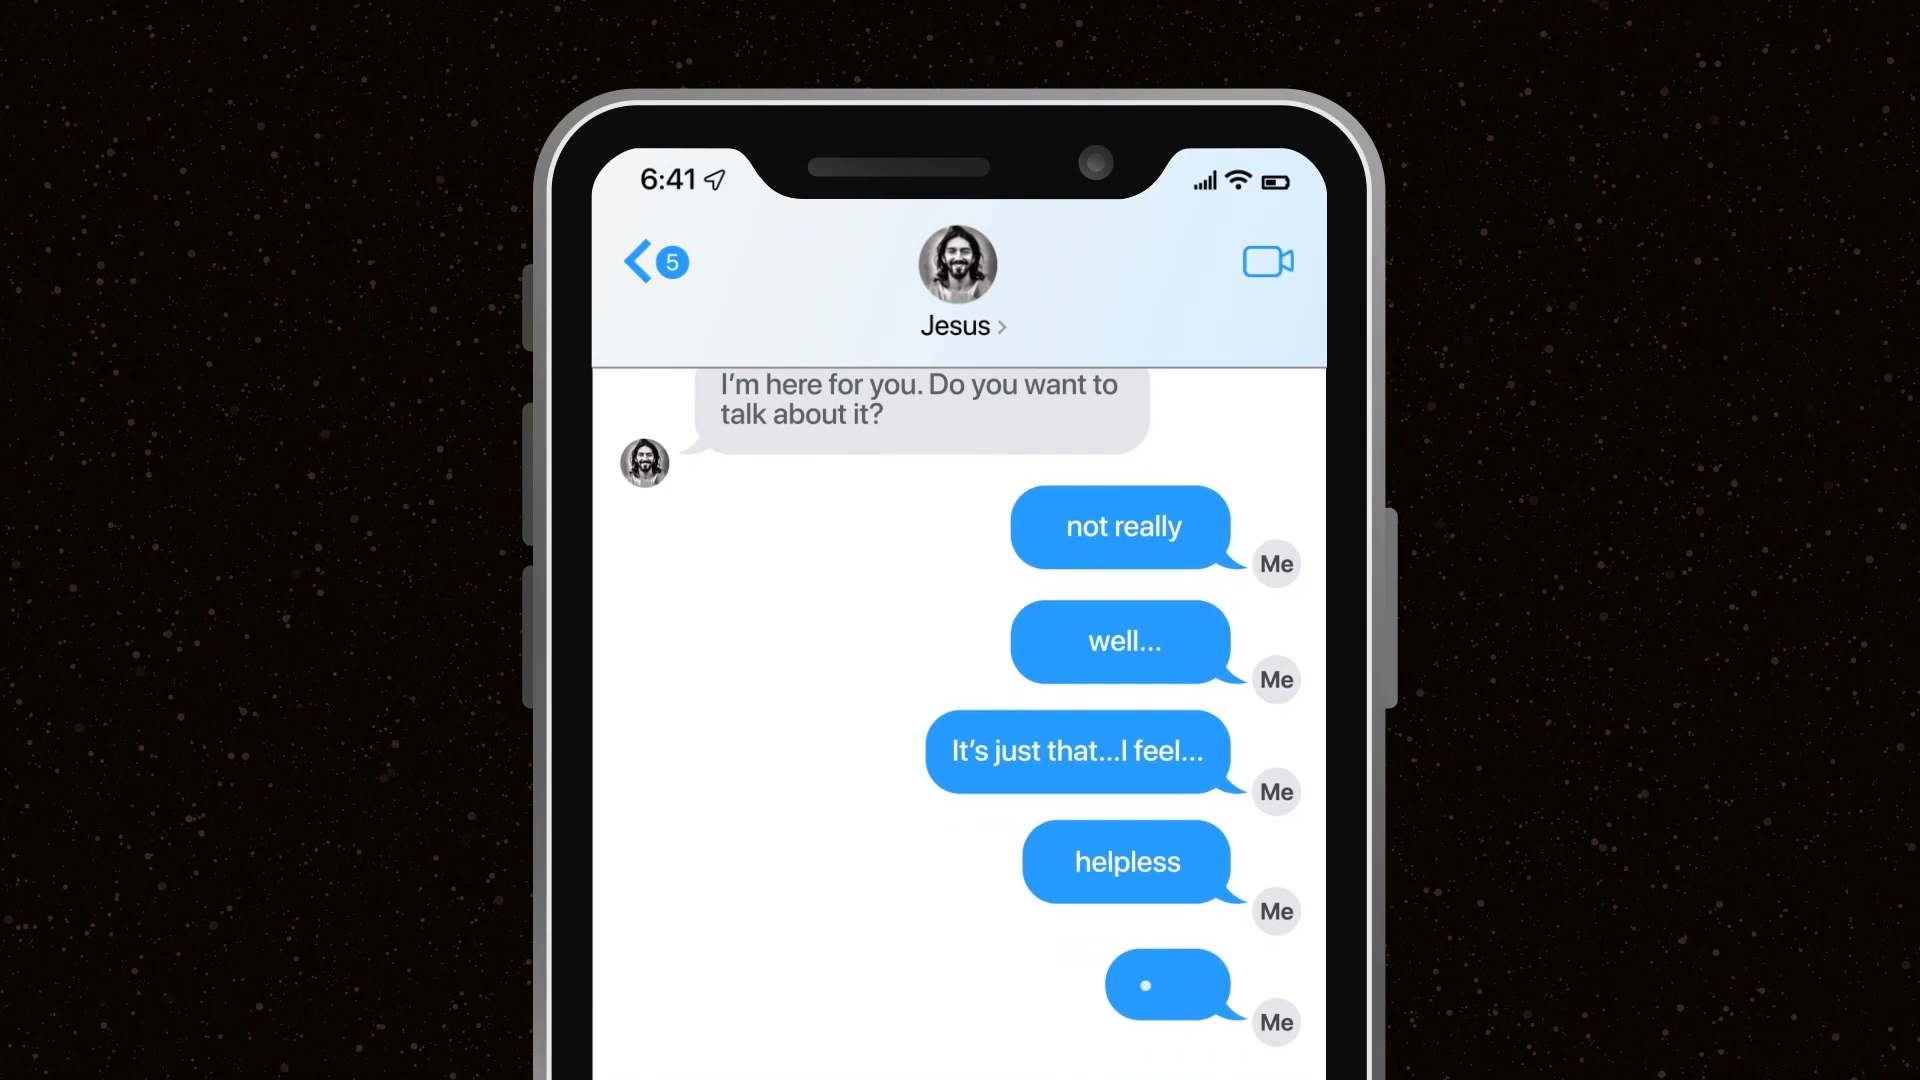 6:41
5
Jesus
I’m here for you. Do you want to
talk about it?
not really
Me
well...
Me
It’s just that...I feel...
Me
helpless
Me
Me